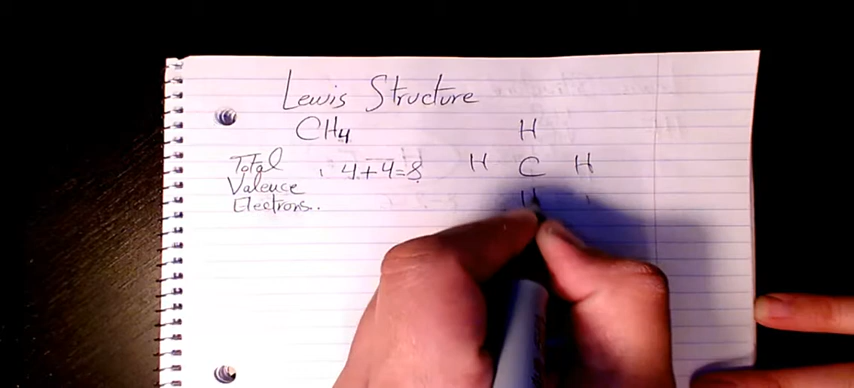 Lewis Structure
CH4
H
Total : 4+4=8
H C H
Valence
H
Electrons.